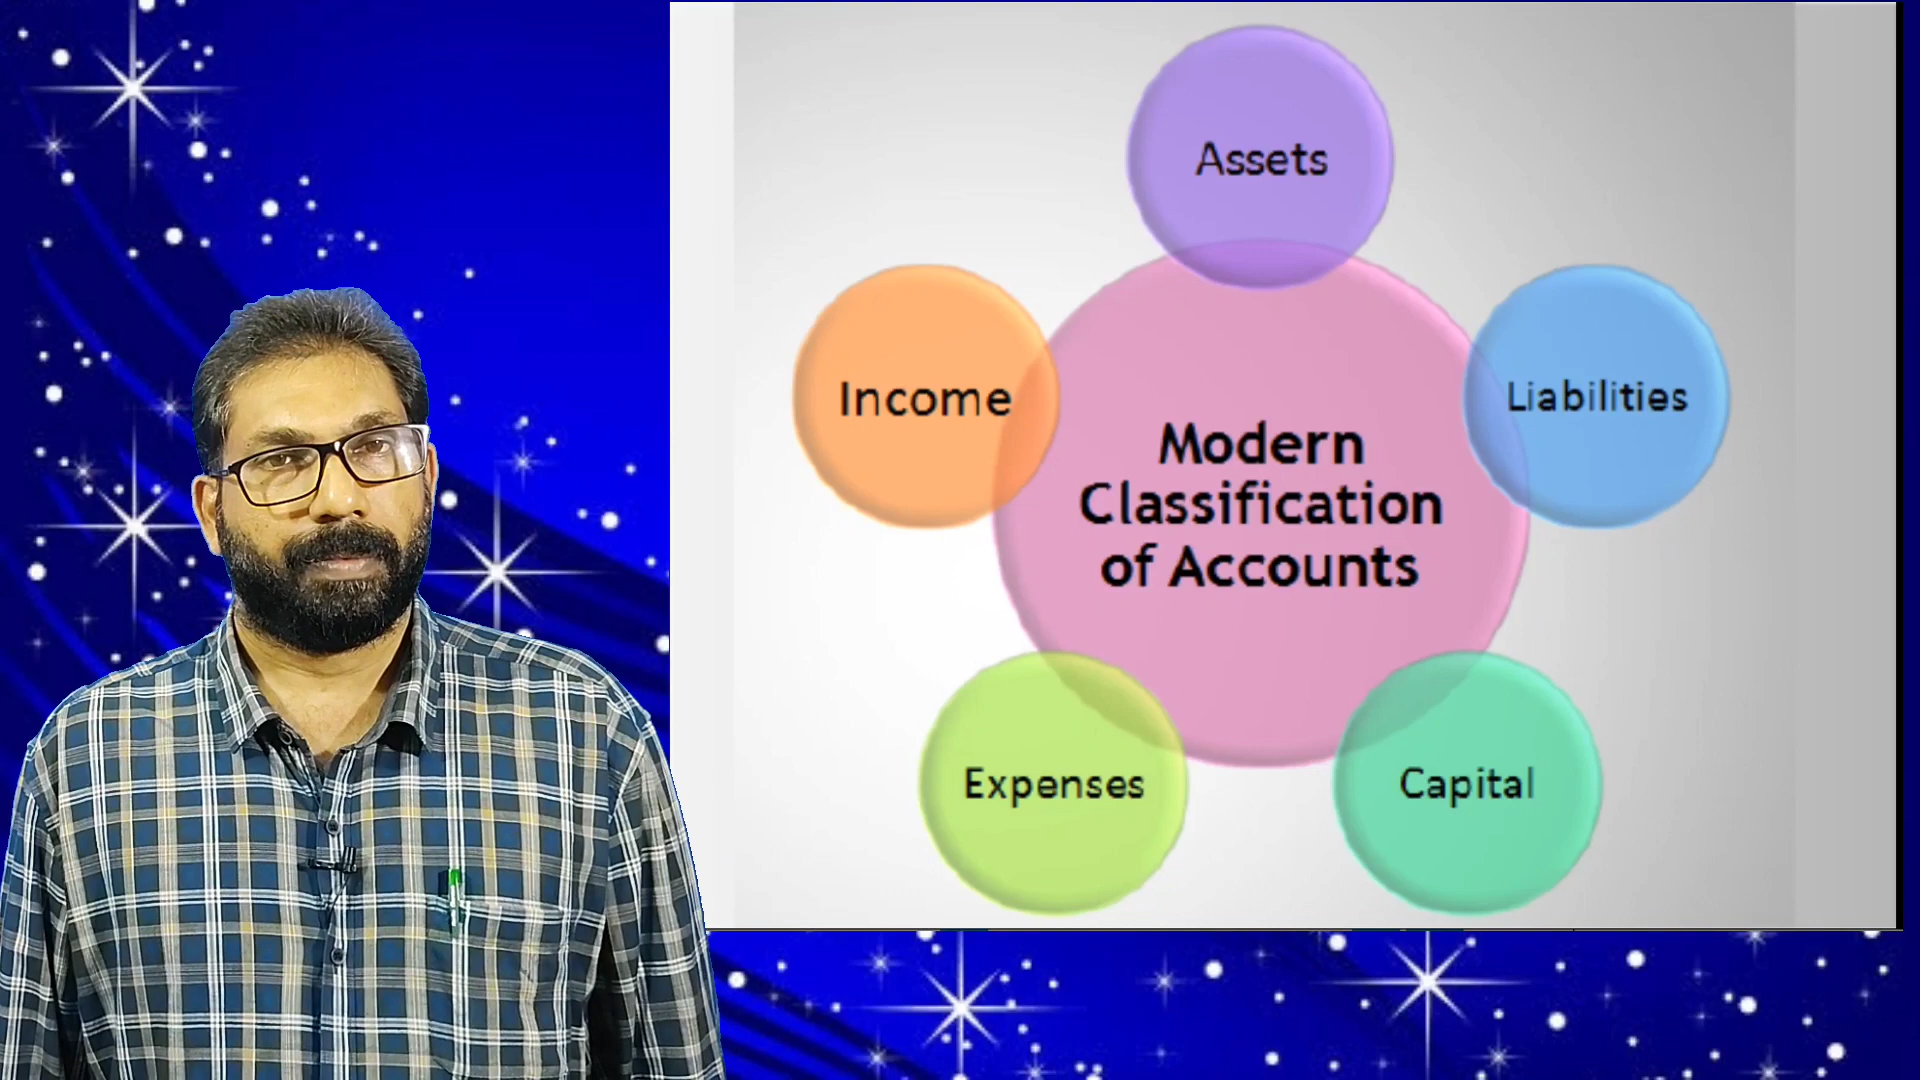 Assets
Income
Liabilities
Modern
Classification
of Accounts
Expenses
Capital